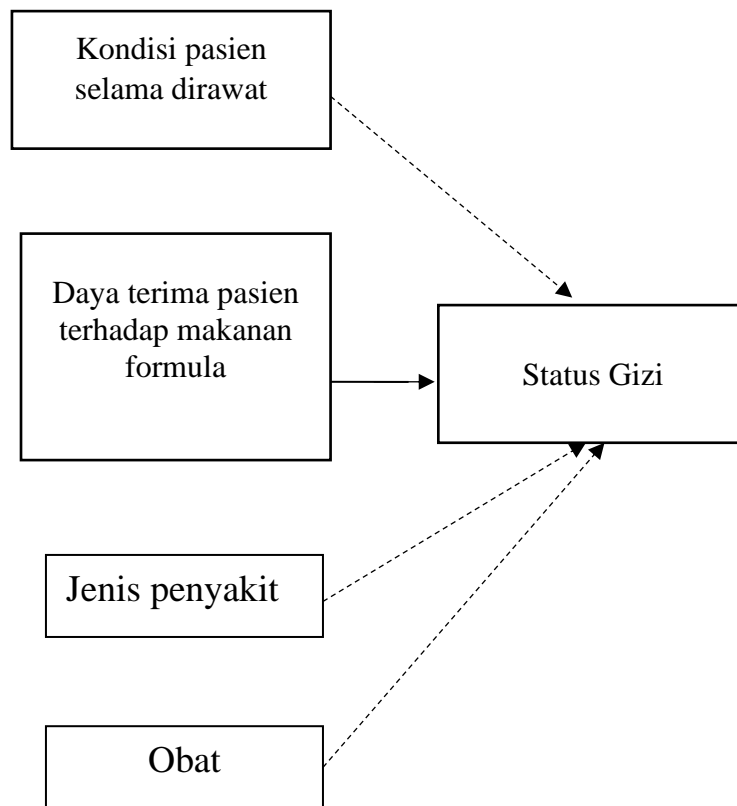 Kondisi pasien
selama dirawat
Daya terima pasien
terhadap makanan
formula
Status Gizi
Jenis penyakit
Obat